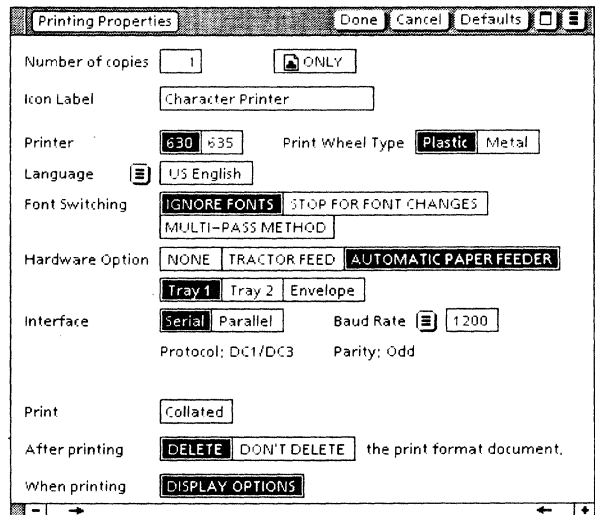 Printing Properties Done Cancel Defaults
Number of copies 1 ONLY
Icon Label Character Printer
Printer 630 635 Print Wheel Type Plastic Metal
Language US English
Font Switching IGNORE FONTS STOP FOR FONT CHANGES
MULTI-PASS METHOD
Hardware Option NONE TRACTOR FEED AUTOMATIC PAPER FEEDER
Tray 1 Tray 2 Envelope
Interface Serial Parallel Baud Rate 1200
Protocol: DC1/DC3 Parity: Odd
Print Collated
After printing DELETE DON'T DELETE the print format document.
When printing DISPLAY OPTIONS